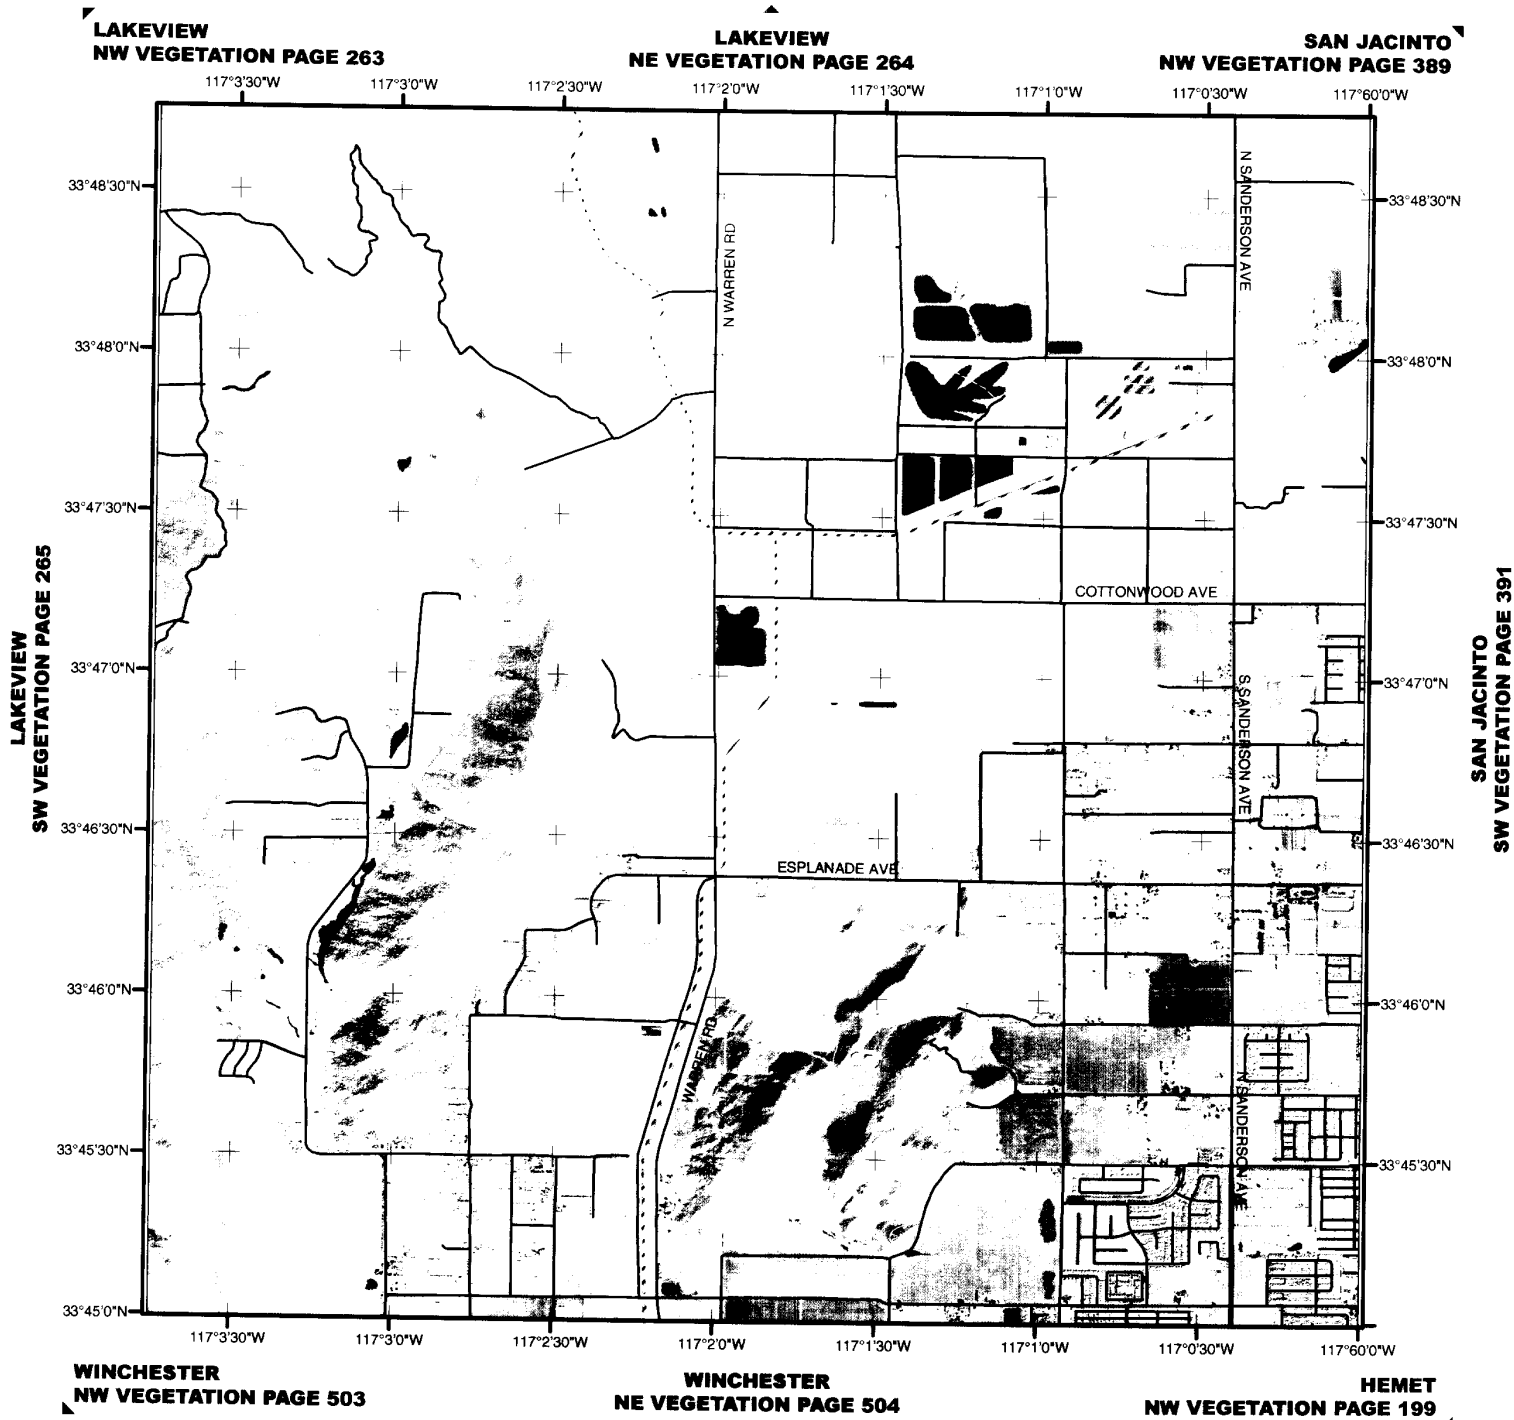 LAKEVIEW
NW VEGETATION PAGE 263
LAKEVIEW
NE VEGETATION PAGE 264
SAN JACINTO
NW VEGETATION PAGE 389
117°3'30"W
117°3'0"W
117°2'30"W
117°2'0"W
117°1'30"W
117°1'0"W
117°0'30"W
117°60'0"W
33°48'30"N
33°48'30"N
N SANDERSON AVE
N WARREN RD
33°48'0"N
33°48'0"N
33°47'30"N
33°47'30"N
COTTONWOOD AVE
LAKEVIEW
SW VEGETATION PAGE 265
SAN JACINTO
SW VEGETATION PAGE 391
33°47'0"N
33°47'0"N
S SANDERSON AVE
33°46'30"N
33°46'30"N
ESPLANADE AVE
33°46'0"N
33°46'0"N
WARREN RD
N SANDERSON AVE
33°45'30"N
33°45'30"N
33°45'0"N
117°3'30"W
117°3'0"W
117°2'30"W
117°2'0"W
117°1'30"W
117°1'0"W
117°0'30"W
117°60'0"W
WINCHESTER
NW VEGETATION PAGE 503
WINCHESTER
NE VEGETATION PAGE 504
HEMET
NW VEGETATION PAGE 199